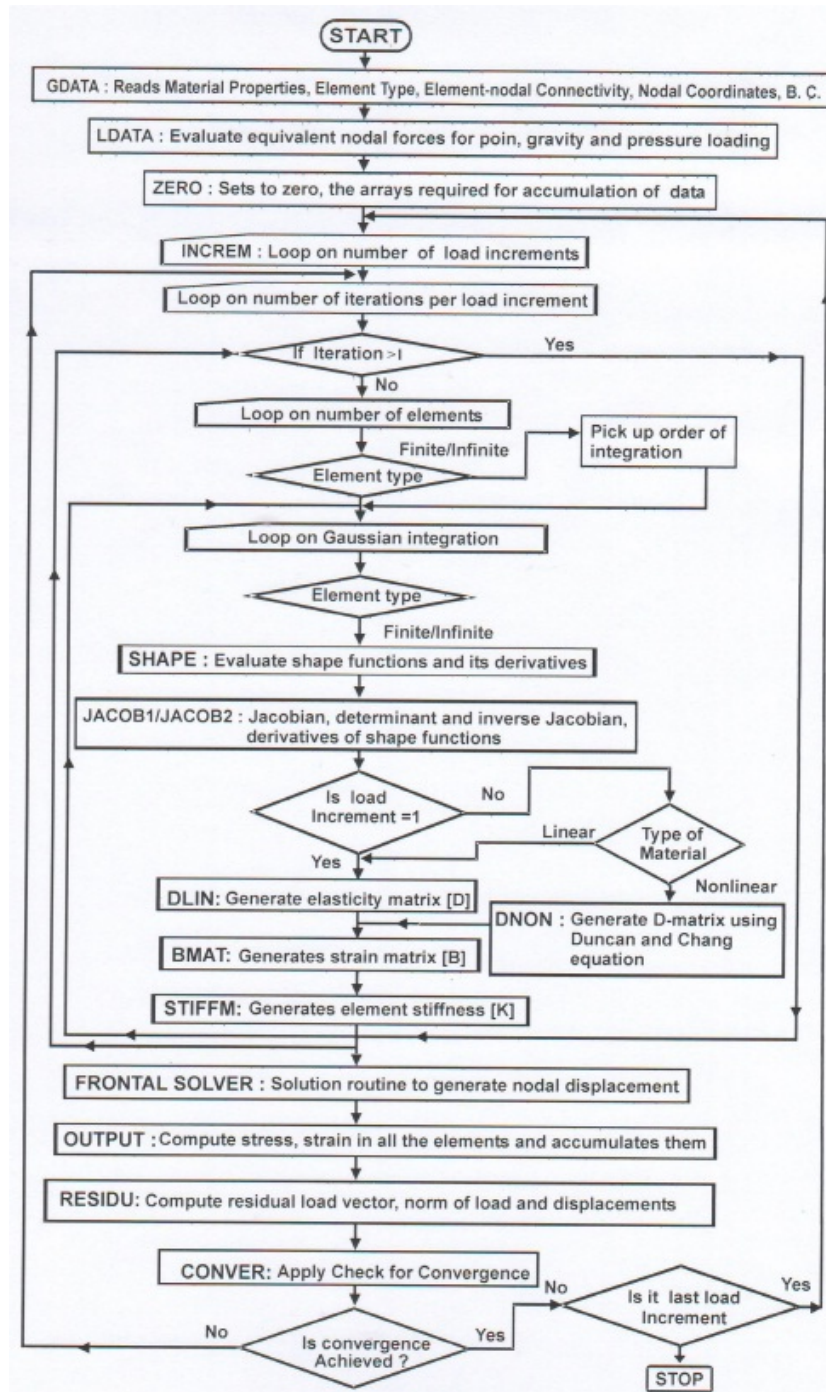 START
GDATA : Reads Material Properties, Element Type, Element-nodal Connectivity, Nodal Coordinates, B. C.
LDATA : Evaluate equivalent nodal forces for poin, gravity and pressure loading
ZERO : Sets to zero, the arrays required for accumulation of data
INCREM : Loop on number of load increments
Loop on number of iterations per load increment
If Iteration >I
Yes
No
Loop on number of elements
Finite/Infinite
Pick up order of
integration
Element type
Loop on Gaussian integration
Element type
Finite/Infinite
SHAPE : Evaluate shape functions and its derivatives
JACOB1/JACOB2 : Jacobian, determinant and inverse Jacobian,
derivatives of shape functions
Is load
Increment =1
No
Linear
Type of
Material
Yes
Nonlinear
DLIN: Generate elasticity matrix [D]
DNON : Generate D-matrix using
Duncan and Chang
equation
BMAT: Generates strain matrix [B]
STIFFM: Generates element stiffness [K]
FRONTAL SOLVER : Solution routine to generate nodal displacement
OUTPUT : Compute stress, strain in all the elements and accumulates them
RESIDU: Compute residual load vector, norm of load and displacements
CONVER: Apply Check for Convergence
No
Is it last load
Increment
Yes
No
Is convergence
Achieved ?
Yes
STOP